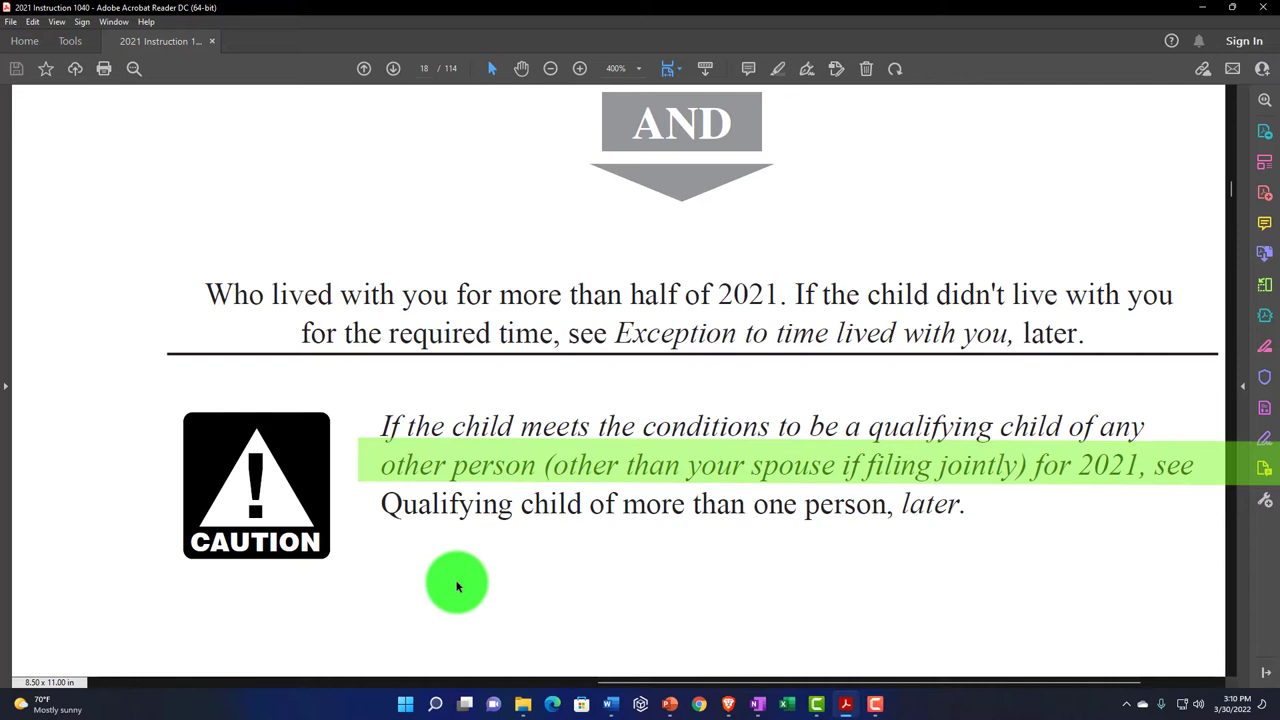 2021 Instruction 1040 - Adobe Acrobat Reader DC (64-bit)
File Edit View Sign Window Help
Home Tools 2021 Instruction 1... × Sign In
18 / 114 400%
AND
Who lived with you for more than half of 2021. If the child didn't live with you
for the required time, see Exception to time lived with you, later.
If the child meets the conditions to be a qualifying child of any
other person (other than your spouse if filing jointly) for 2021, see
Qualifying child of more than one person, later.
CAUTION
8.50 x 11.00 in
70°F
Mostly sunny
3:10 PM
3/30/2022